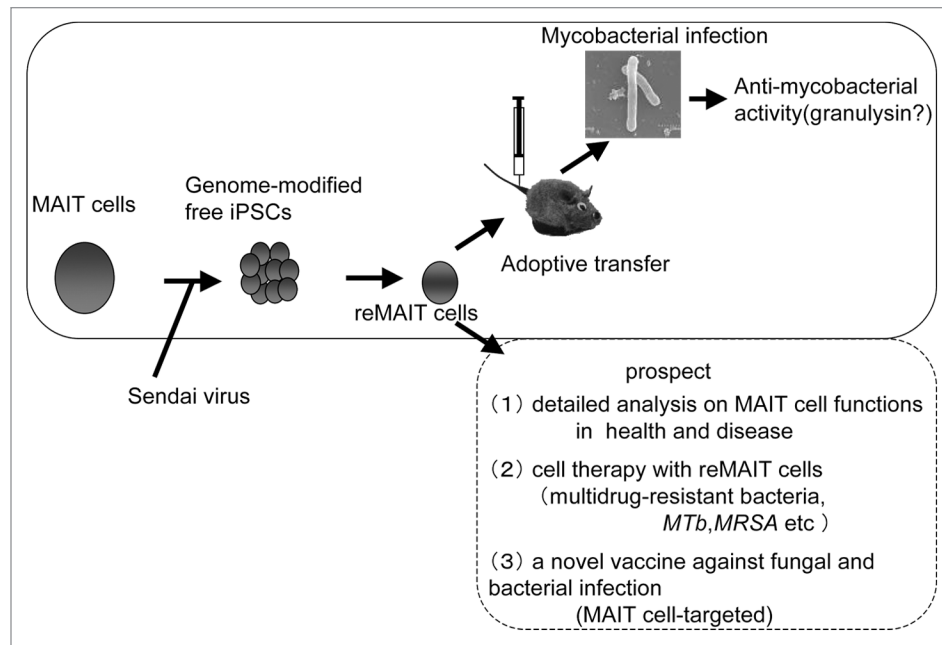 Mycobacterial infection
Anti-mycobacterial
activity(granulysin?)
Genome-modified
free iPSCs
MAIT cells
Adoptive transfer
reMAIT cells
Sendai virus
prospect
（1）detailed analysis on MAIT cell functions
in health and disease
（2）cell therapy with reMAIT cells
（multidrug-resistant bacteria,
MTb,MRSA etc ）
（3）a novel vaccine against fungal and
bacterial infection
(MAIT cell-targeted)